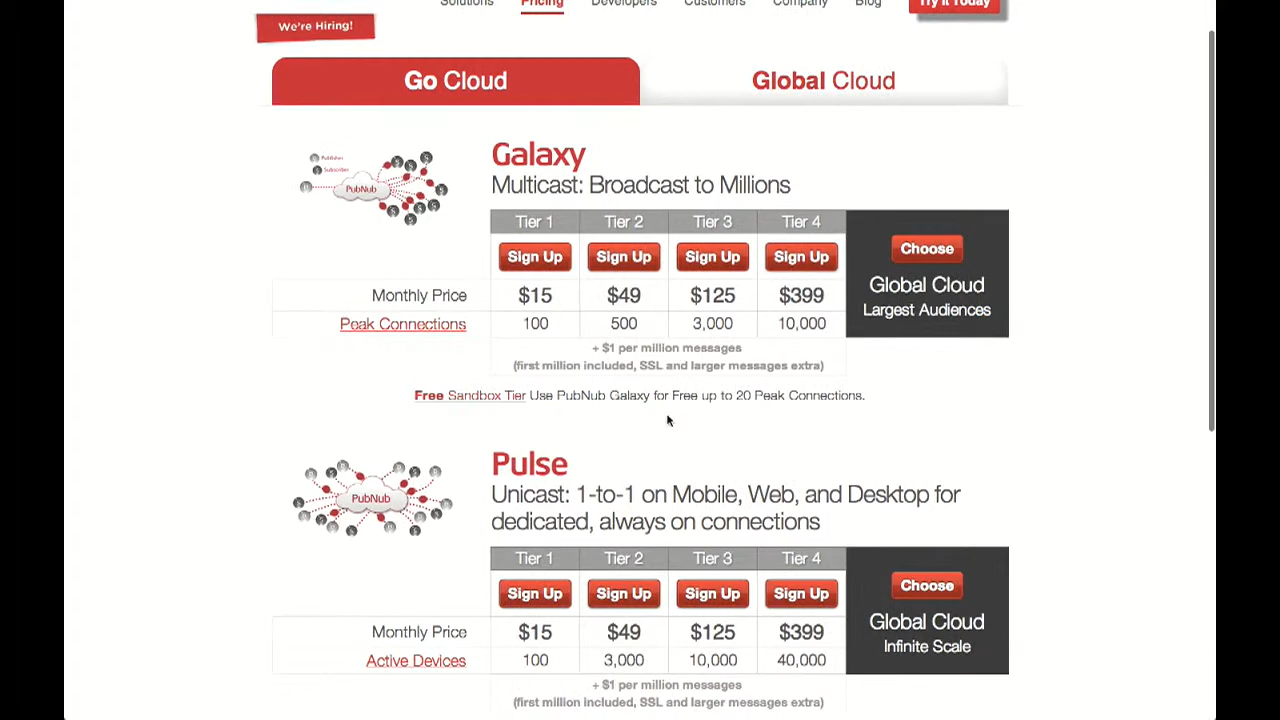 Solutions Pricing Developers Customers Company Blog Try it Today
We're Hiring!
Go Cloud Global Cloud
Publisher
Subscriber
PubNub
Galaxy
Multicast: Broadcast to Millions
Tier 1 Tier 2 Tier 3 Tier 4
Sign Up Sign Up Sign Up Sign Up Choose
Global Cloud
Largest Audiences
Monthly Price $15 $49 $125 $399
Peak Connections 100 500 3,000 10,000
+ $1 per million messages
(first million included, SSL and larger messages extra)
Free Sandbox Tier Use PubNub Galaxy for Free up to 20 Peak Connections.
PubNub
Pulse
Unicast: 1-to-1 on Mobile, Web, and Desktop for
dedicated, always on connections
Tier 1 Tier 2 Tier 3 Tier 4
Sign Up Sign Up Sign Up Sign Up Choose
Global Cloud
Infinite Scale
Monthly Price $15 $49 $125 $399
Active Devices 100 3,000 10,000 40,000
+ $1 per million messages
(first million included, SSL and larger messages extra)